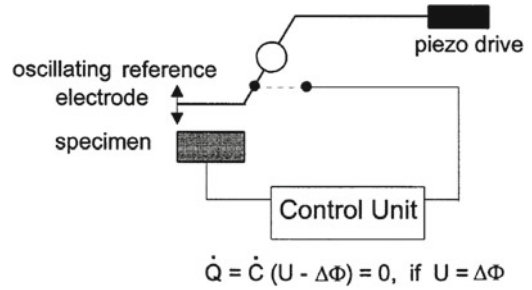 piezo drive
oscillating reference
electrode
specimen
Control Unit
Q̇ = Ċ (U - ΔΦ) = 0, if U = ΔΦ